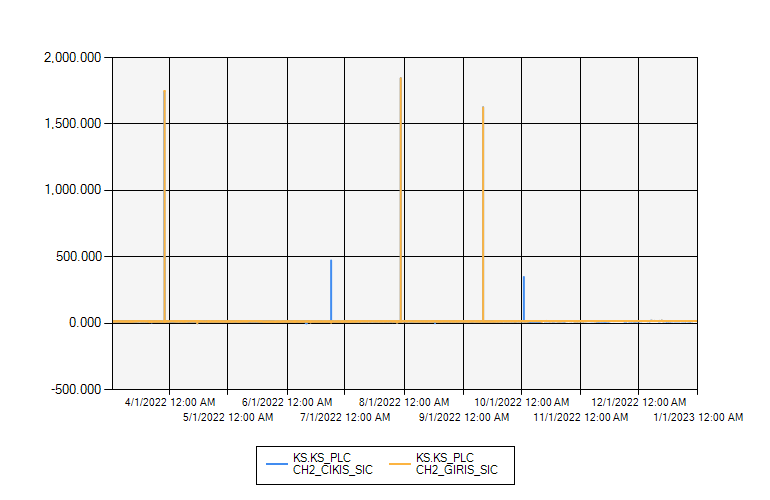 2,000.000
1,500.000
1,000.000
500.000
0.000
-500.000
4/1/2022 12:00 AM
6/1/2022 12:00 AM
8/1/2022 12:00 AM
10/1/2022 12:00 AM
12/1/2022 12:00 AM
5/1/2022 12:00 AM
7/1/2022 12:00 AM
9/1/2022 12:00 AM
11/1/2022 12:00 AM
1/1/2023 12:00 AM
KS.KS_PLC
CH2_CIKIS_SIC
KS.KS_PLC
CH2_GIRIS_SIC